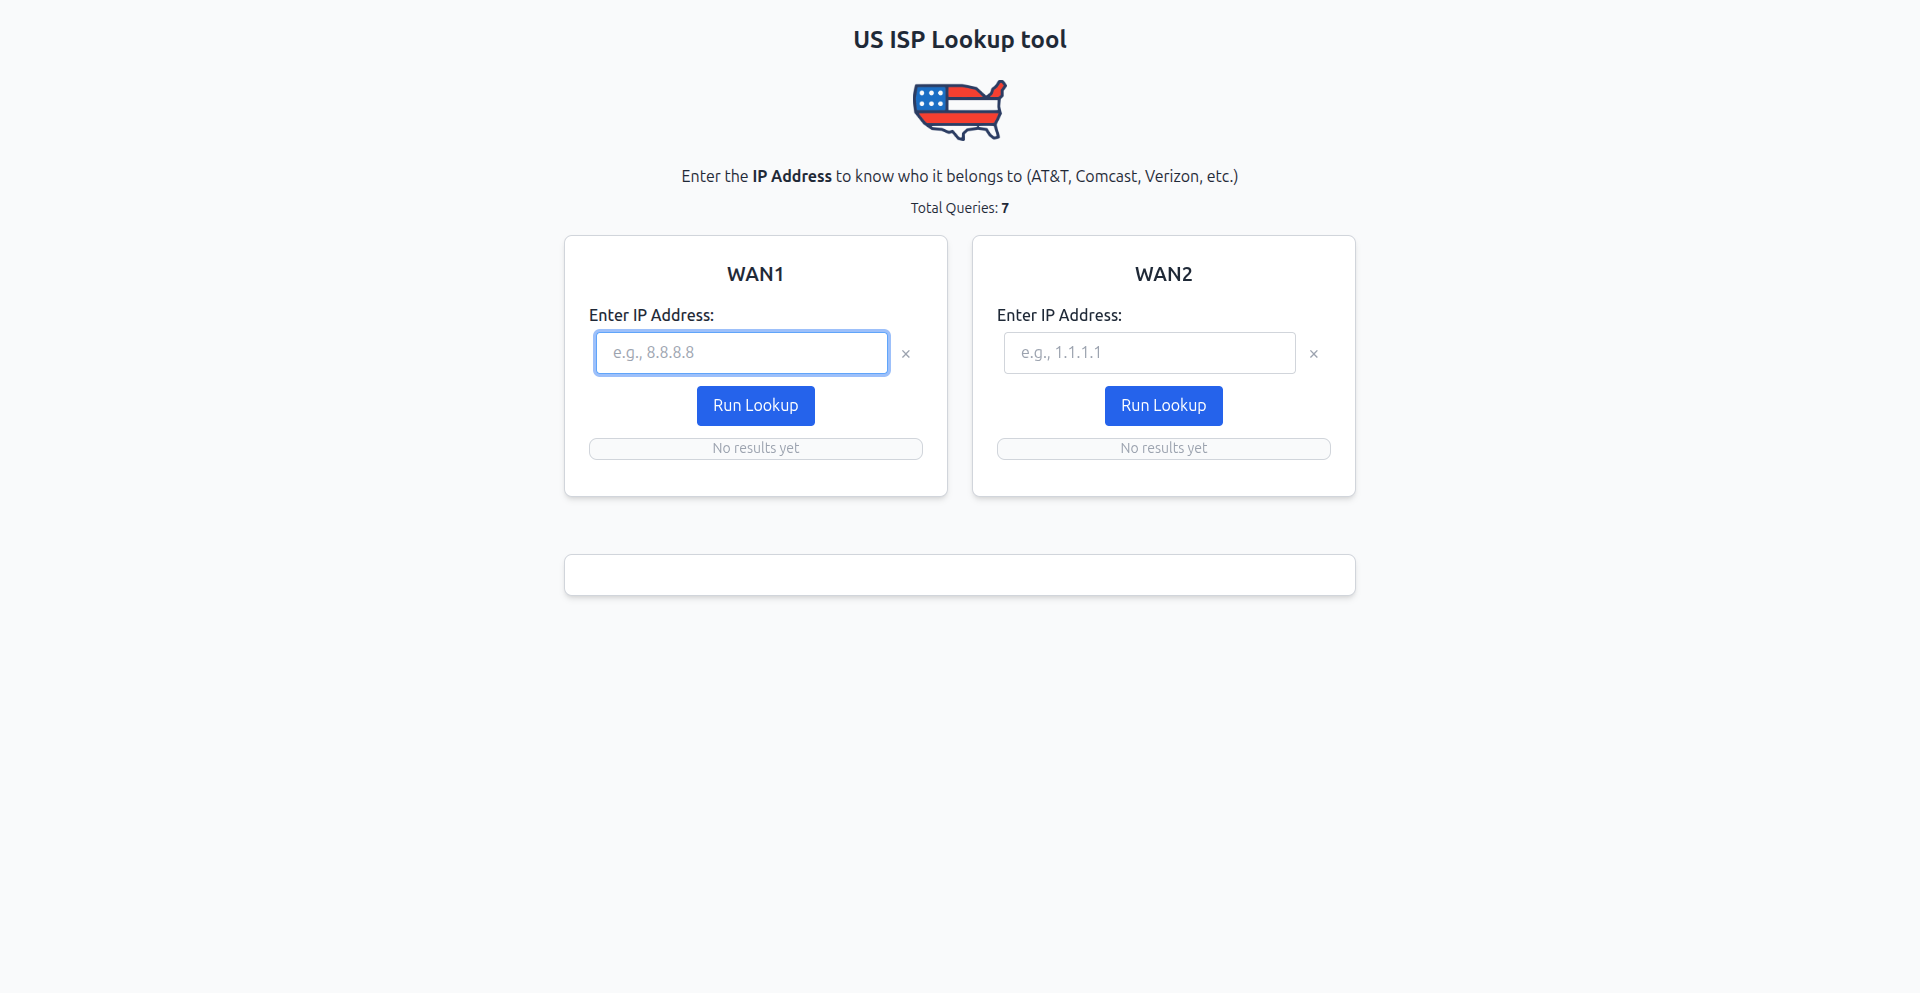 US ISP Lookup tool
Enter the IP Address to know who it belongs to (AT&T, Comcast, Verizon, etc.)
Total Queries: 7
WAN1
Enter IP Address:
e.g., 8.8.8.8
×
Run Lookup
No results yet
WAN2
Enter IP Address:
e.g., 1.1.1.1
×
Run Lookup
No results yet